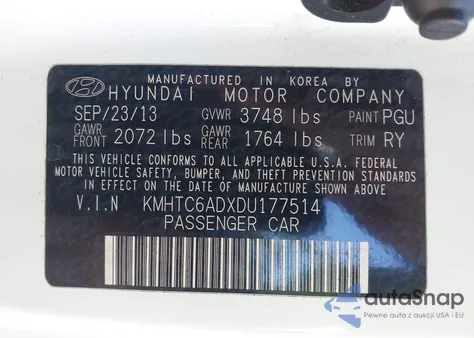 MANUFACTURED IN KOREA BY
HYUNDAI MOTOR COMPANY
SEP/23/13 GVWR 3748 lbs PAINT PGU
GAWR FRONT 2072 lbs GAWR REAR 1764 lbs TRIM RY
THIS VEHICLE CONFORMS TO ALL APPLICABLE U.S.A. FEDERAL
MOTOR VEHICLE SAFETY, BUMPER, AND THEFT PREVENTION STANDARDS
IN EFFECT ON THE DATE OF MANUFACTURE SHOWN ABOVE.
V.I.N KMHTC6ADXDU177514
PASSENGER CAR
autoSnap
Pewne auta z aukcji USA i EU